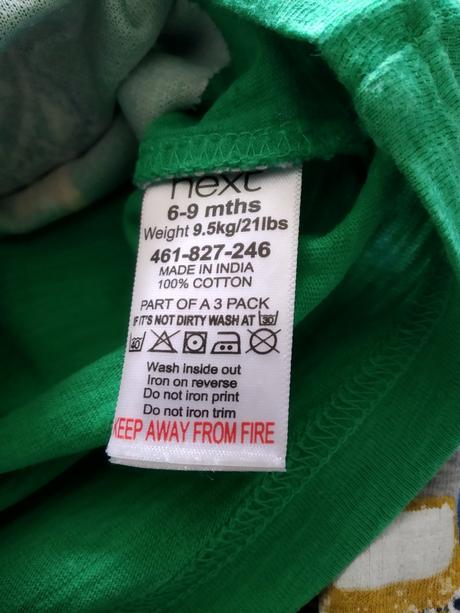 next
6-9 mths
Weight 9.5kg/21lbs
461-827-246
MADE IN INDIA
100% COTTON
PART OF A 3 PACK
IF IT'S NOT DIRTY WASH AT 30
40
Wash inside out
Iron on reverse
Do not iron print
Do not iron trim
KEEP AWAY FROM FIRE